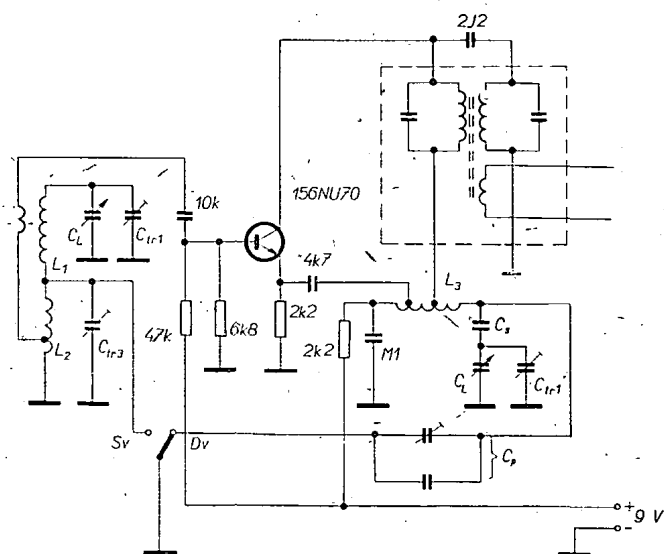 2J2
156NU70
10k
C_L
C_tr1
L_1
4k7
L_3
C_tr3
47k
6k8
2k2
2k2
M1
C_s
L_2
C_L
C_tr1
Sv
Dv
C_p
+
9 V
-